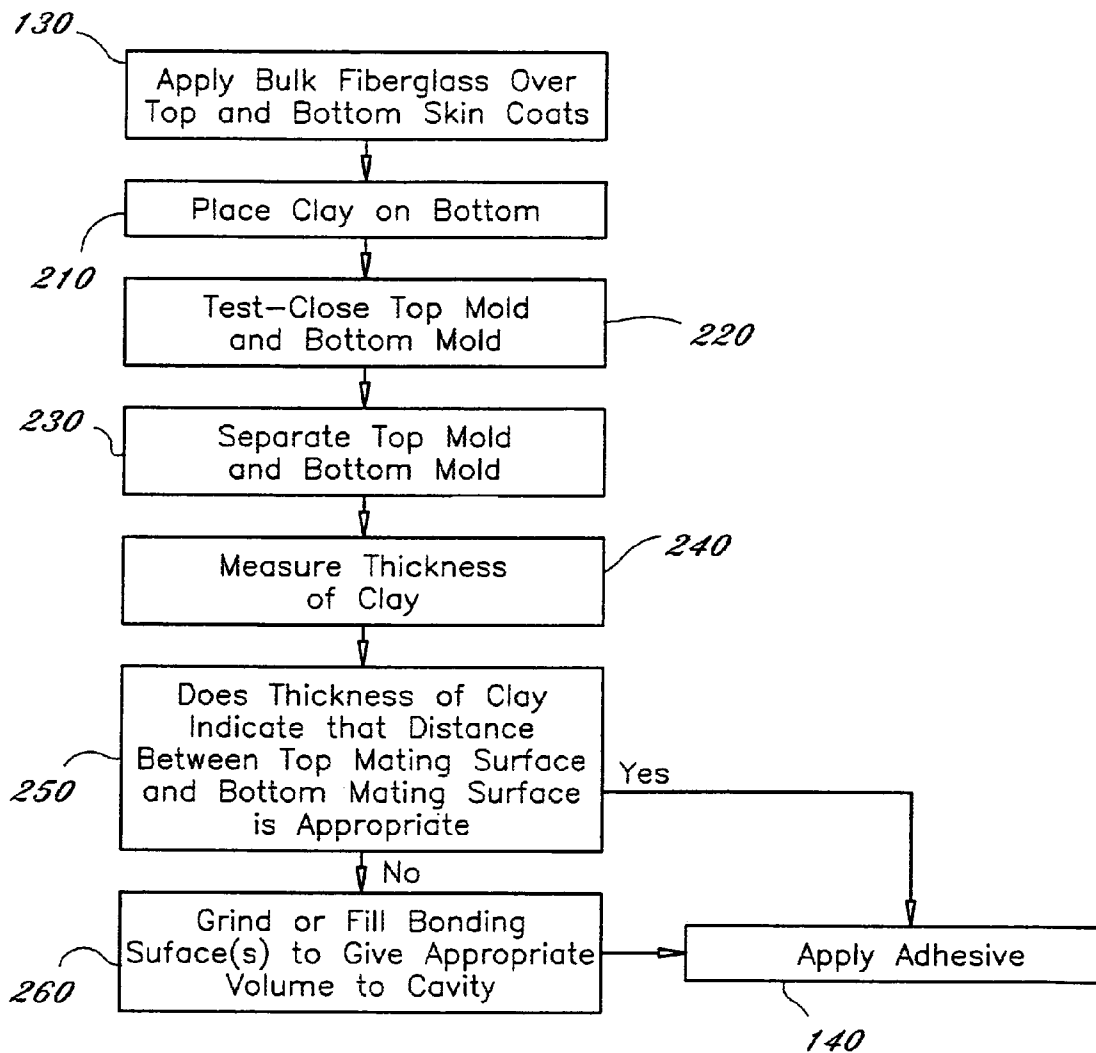 130
Apply Bulk Fiberglass Over
Top and Bottom Skin Coats
Place Clay on Bottom
210
Test-Close Top Mold
and Bottom Mold
220
230
Separate Top Mold
and Bottom Mold
240
Measure Thickness
of Clay
Does Thickness of Clay
Indicate that Distance
Between Top Mating Surface
and Bottom Mating Surface
is Appropriate
250
Yes
No
Grind or Fill Bonding
Suface(s) to Give Appropriate
Volume to Cavity
260
Apply Adhesive
140